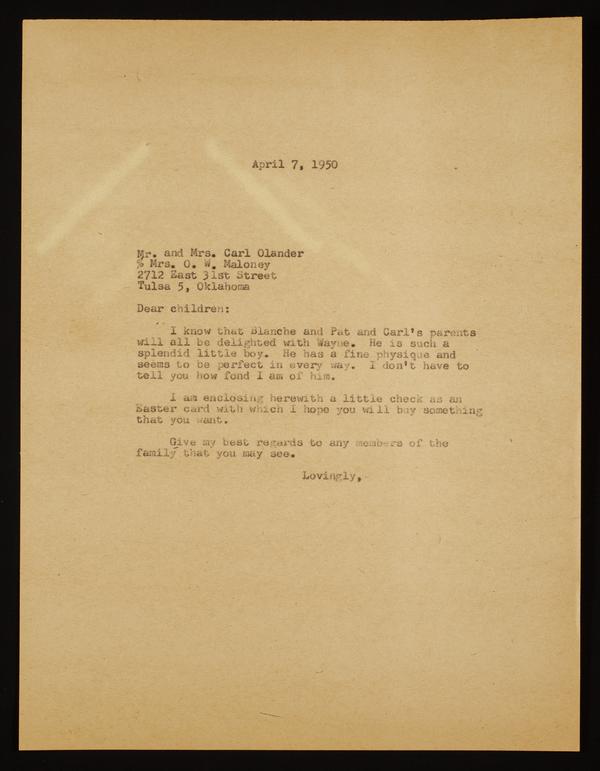 April 7, 1950
Mr. and Mrs. Carl Olander
% Mrs. O. W. Maloney
2712 East 31st Street
Tulsa 5, Oklahoma
Dear children:
I know that Blanche and Pat and Carl's parents
will all be delighted with Wayne. He is such a
splendid little boy. He has a fine physique and
seems to be perfect in every way. I don't have to
tell you how fond I am of him.
I am enclosing herewith a little check as an
Easter card with which I hope you will buy something
that you want.
Give my best regards to any members of the
family that you may see.
Lovingly,